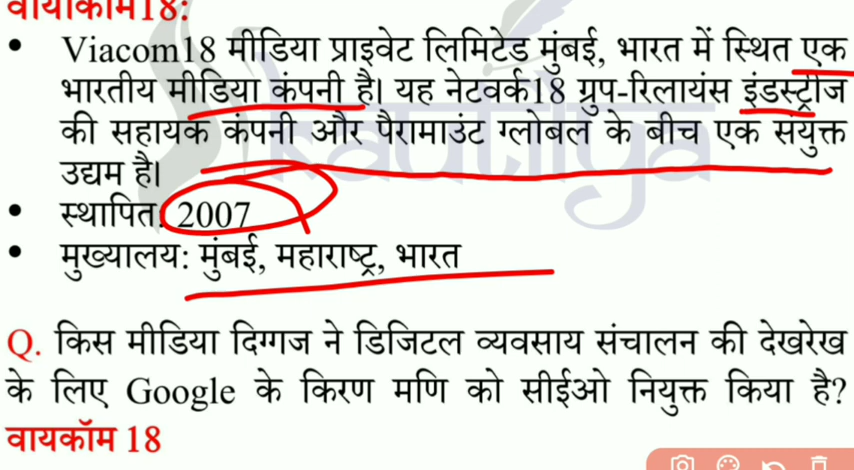 वायाकॉम18:
• Viacom18 मीडिया प्राइवेट लिमिटेड मुंबई, भारत में स्थित एक
भारतीय मीडिया कंपनी है। यह नेटवर्क18 ग्रुप-रिलायंस इंडस्ट्रीज
की सहायक कंपनी और पैरामाउंट ग्लोबल के बीच एक संयुक्त
उद्यम है।
• स्थापित: 2007
• मुख्यालय: मुंबई, महाराष्ट्र, भारत
Q. किस मीडिया दिग्गज ने डिजिटल व्यवसाय संचालन की देखरेख
के लिए Google के किरण मणि को सीईओ नियुक्त किया है?
वायकॉम 18
kautilya